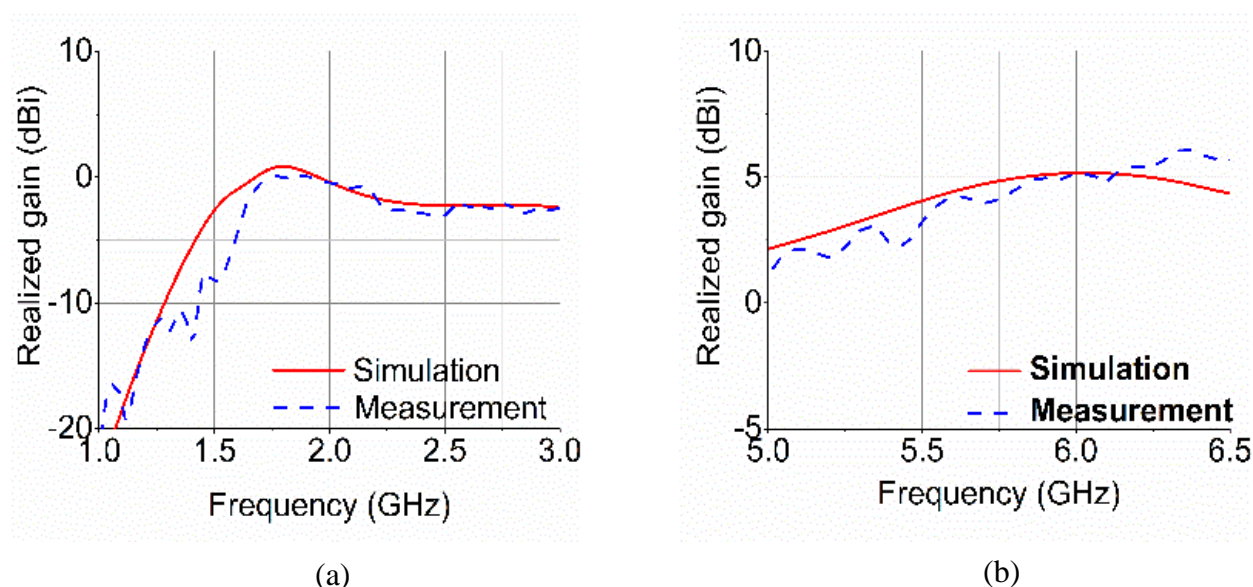 10
0
-10
-20
Realized gain (dBi)
Simulation
Measurement
1.0 1.5 2.0 2.5 3.0
Frequency (GHz)
(a)
10
5
0
-5
Realized gain (dBi)
Simulation
Measurement
5.0 5.5 6.0 6.5
Frequency (GHz)
(b)